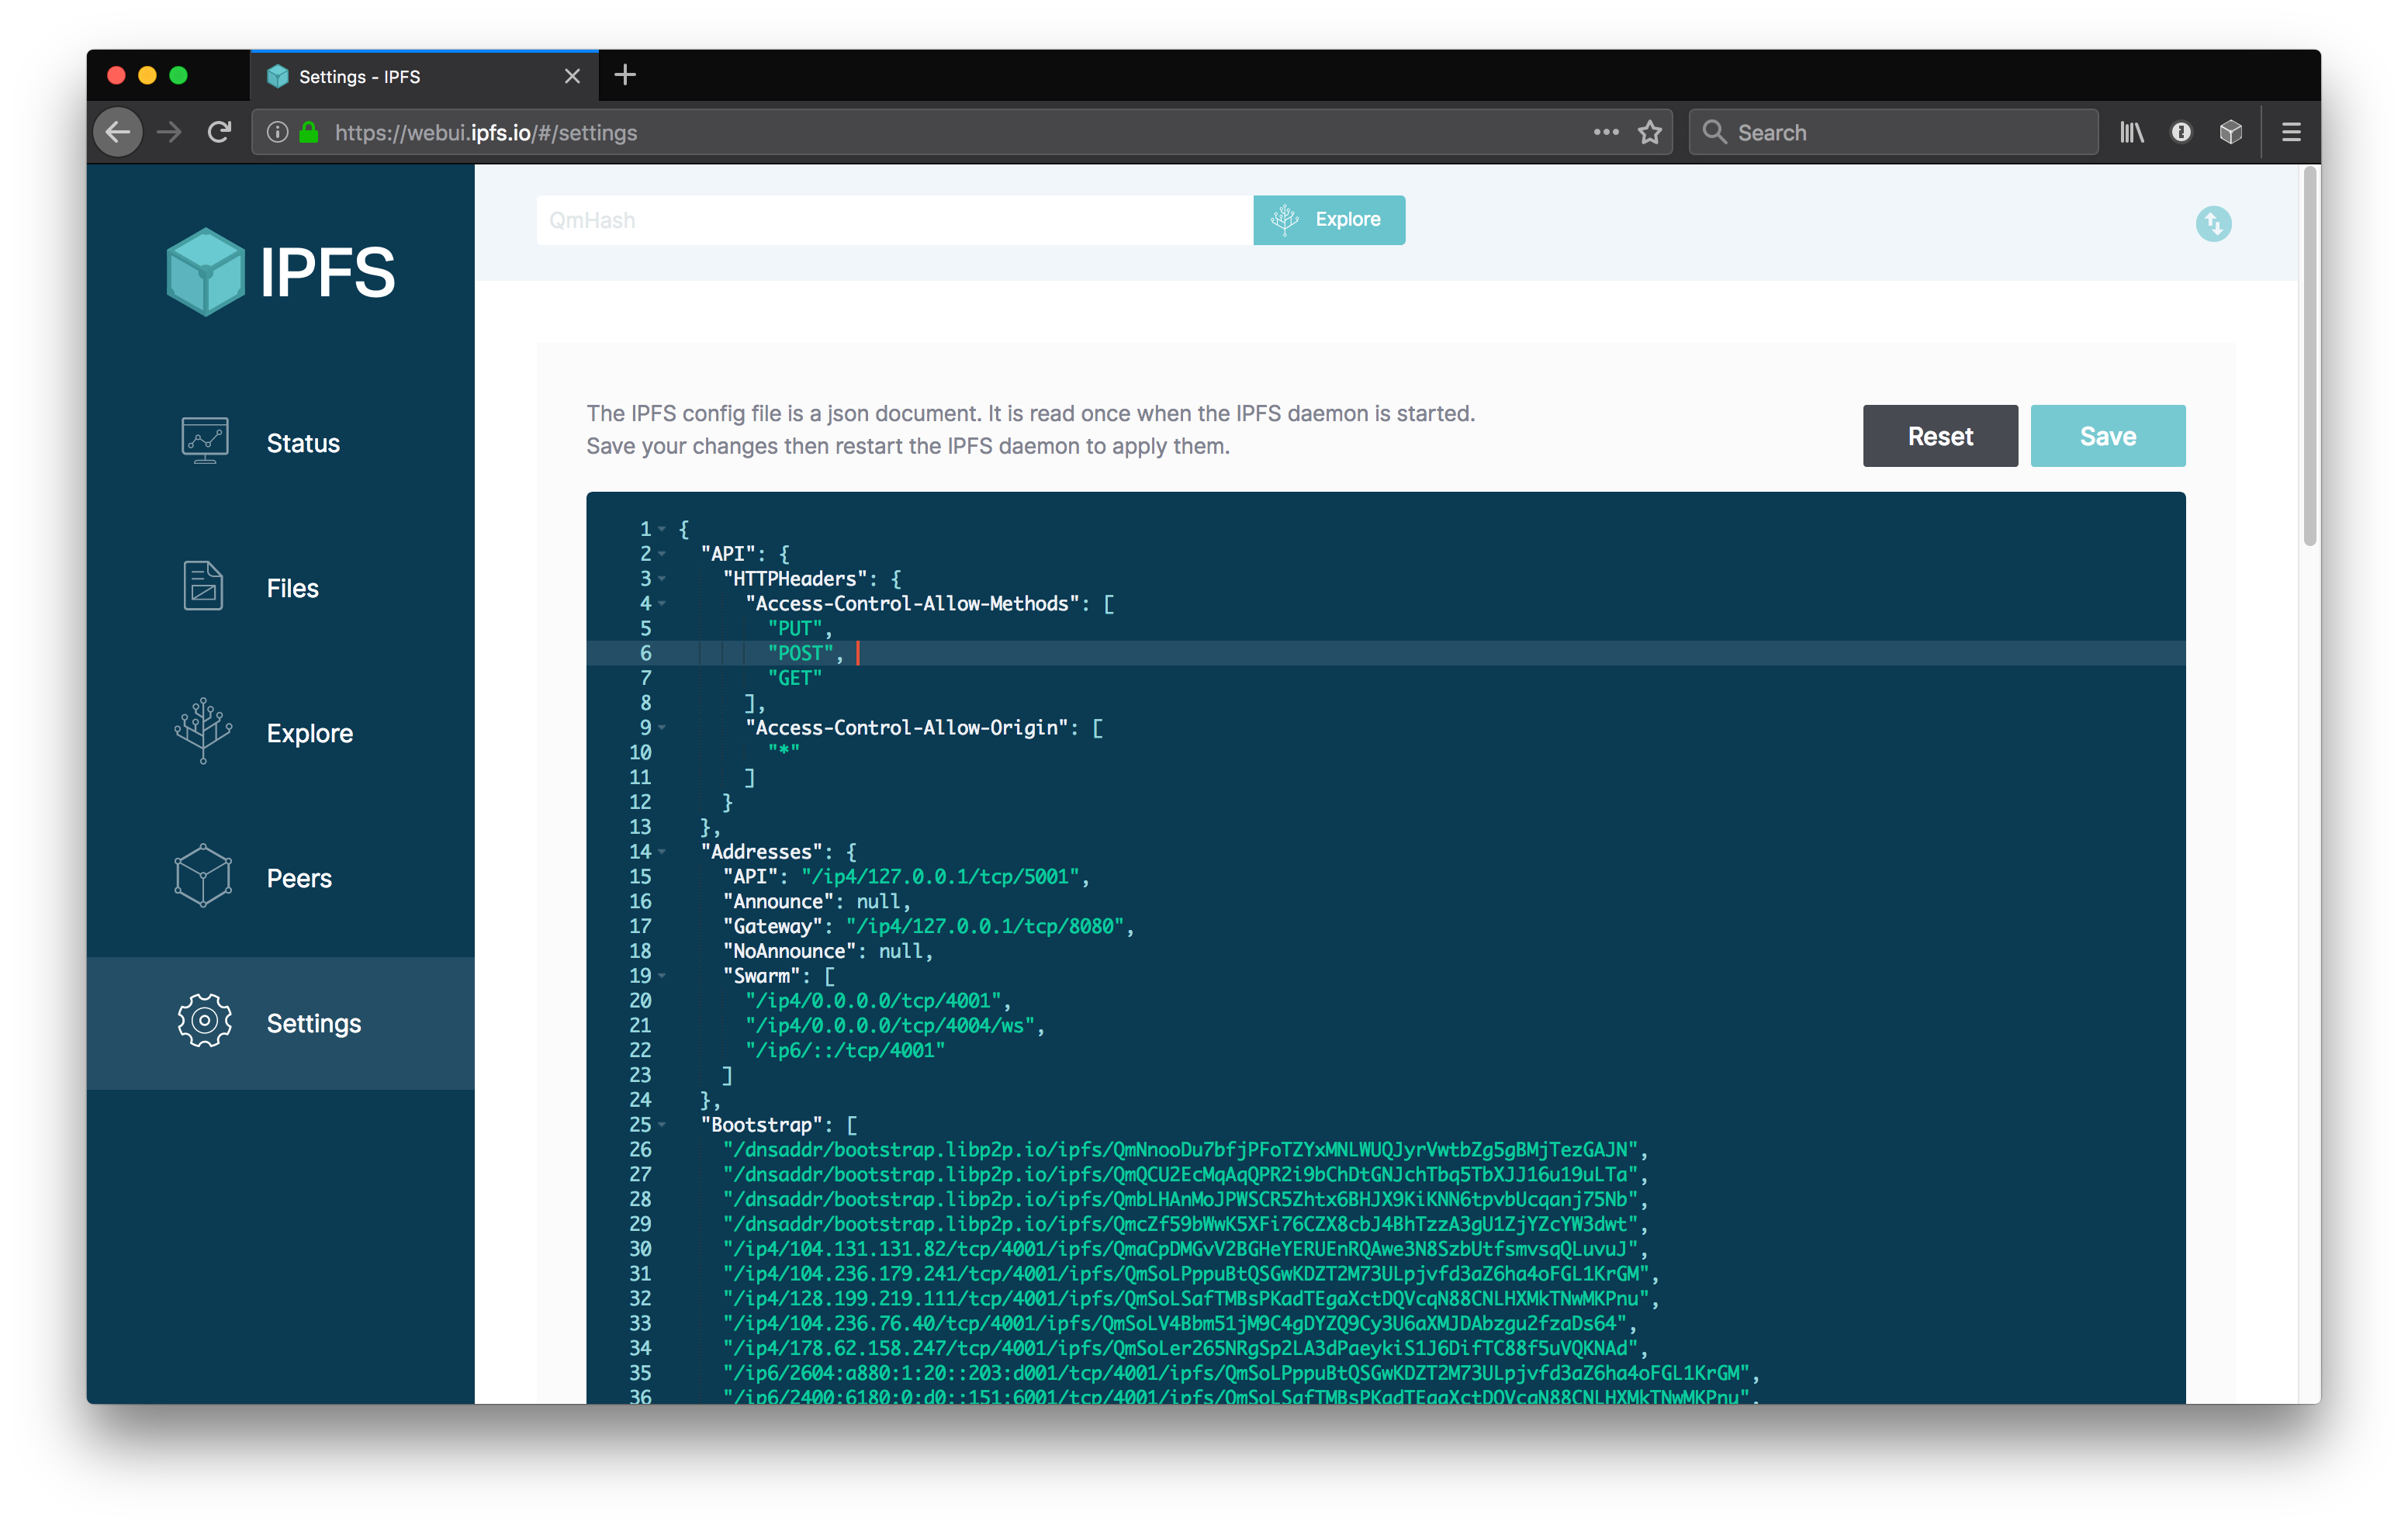 Settings - IPFS
https://webui.ipfs.io/#/settings
Search
IPFS
QmHash
Explore
Status
Files
Explore
Peers
Settings
The IPFS config file is a json document. It is read once when the IPFS daemon is started.
Save your changes then restart the IPFS daemon to apply them.
Reset
Save
1 {
2 "API": {
3 "HTTPHeaders": {
4 "Access-Control-Allow-Methods": [
5 "PUT",
6 "POST",
7 "GET"
8 ],
9 "Access-Control-Allow-Origin": [
10 "*"
11 ]
12 }
13 },
14 "Addresses": {
15 "API": "/ip4/127.0.0.1/tcp/5001",
16 "Announce": null,
17 "Gateway": "/ip4/127.0.0.1/tcp/8080",
18 "NoAnnounce": null,
19 "Swarm": [
20 "/ip4/0.0.0.0/tcp/4001",
21 "/ip4/0.0.0.0/tcp/4004/ws",
22 "/ip6/::/tcp/4001"
23 ]
24 },
25 "Bootstrap": [
26 "/dnsaddr/bootstrap.libp2p.io/ipfs/QmNnooDu7bfjPFoTZYxMNLWUQJyrVwtbZg5gBMjTezGAJN",
27 "/dnsaddr/bootstrap.libp2p.io/ipfs/QmQCU2EcMqAqQPR2i9bChDtGNJchTbq5TbXJJ16u19uLTa",
28 "/dnsaddr/bootstrap.libp2p.io/ipfs/QmbLHAnMoJPWSCR5Zhtx6BHJX9KiKNN6tpvbUcqanj75Nb",
29 "/dnsaddr/bootstrap.libp2p.io/ipfs/QmcZf59bWwK5XFi76CZX8cbJ4BhTzzA3gU1ZjYZcYW3dwt",
30 "/ip4/104.131.131.82/tcp/4001/ipfs/QmaCpDMGvV2BGHeYERUEnRQAwe3N8SzbUtfsmvsqQLuvuJ",
31 "/ip4/104.236.179.241/tcp/4001/ipfs/QmSoLPppuBtQSGwKDZT2M73ULpjvfd3aZ6ha4oFGL1KrGM",
32 "/ip4/128.199.219.111/tcp/4001/ipfs/QmSoLSafTMBsPKadTEgaXctDQVcqN88CNLHXMkTNwMKPnu",
33 "/ip4/104.236.76.40/tcp/4001/ipfs/QmSoLV4Bbm51jM9C4gDYZQ9Cy3U6aXMJDAbzgu2fzaDs64",
34 "/ip4/178.62.158.247/tcp/4001/ipfs/QmSoLer265NRgSp2LA3dPaeykiS1J6DifTC88f5uVQKNAd",
35 "/ip6/2604:a880:1:20::203:d001/tcp/4001/ipfs/QmSoLPppuBtQSGwKDZT2M73ULpjvfd3aZ6ha4oFGL1KrGM",
36 "/ip6/2400:6180:0:d0::151:6001/tcp/4001/ipfs/QmSoLSafTMBsPKadTEgaXctDQVcqN88CNLHXMkTNwMKPnu",